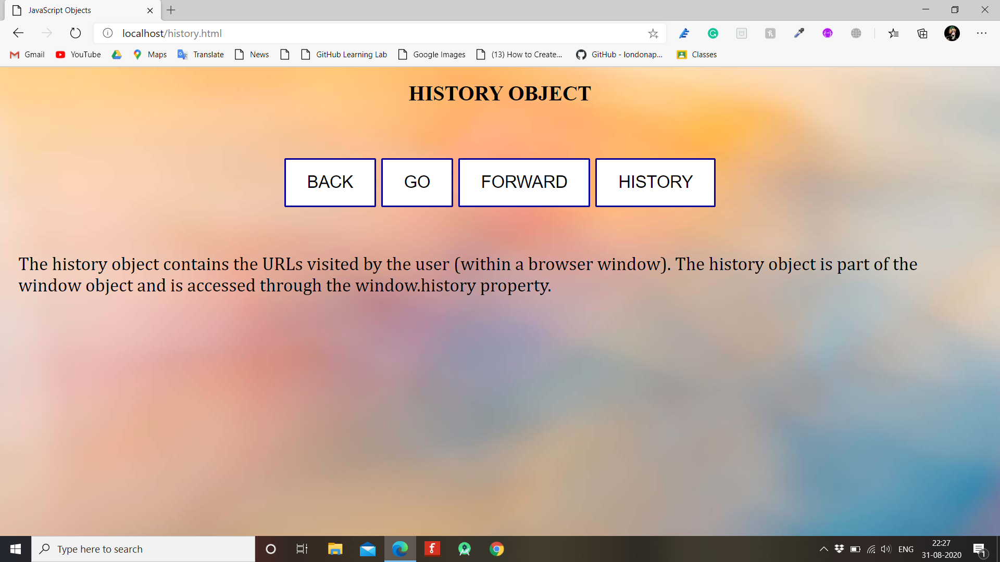 JavaScript Objects
localhost/history.html
Gmail YouTube Maps Translate News GitHub Learning Lab Google Images (13) How to Create... GitHub - londonap... Classes
HISTORY OBJECT
BACK GO FORWARD HISTORY
The history object contains the URLs visited by the user (within a browser window). The history object is part of the
window object and is accessed through the window.history property.
Type here to search
ENG
22:27
31-08-2020
1